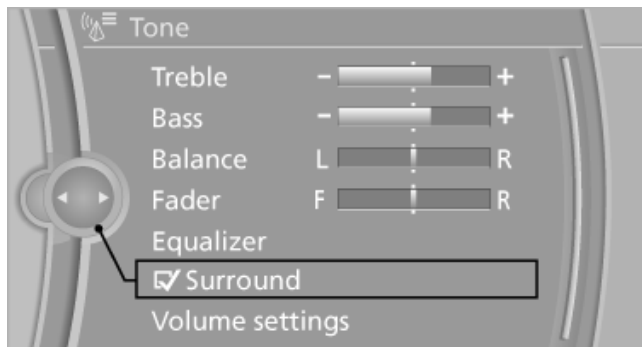 Tone
Treble - +
Bass - +
Balance L R
Fader F R
Equalizer
Surround
Volume settings